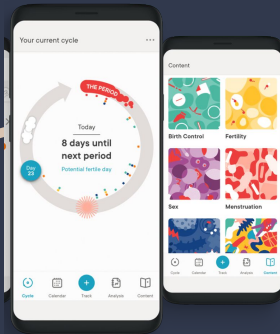 Your current cycle
THE PERIOD
Today
8 days until
next period
Potential fertile day
Day
23
Cycle
Calendar
Track
Analysis
Content
Content
Birth Control
Fertility
Sex
Menstruation
Cycle
Calendar
Track
Analysis
Content